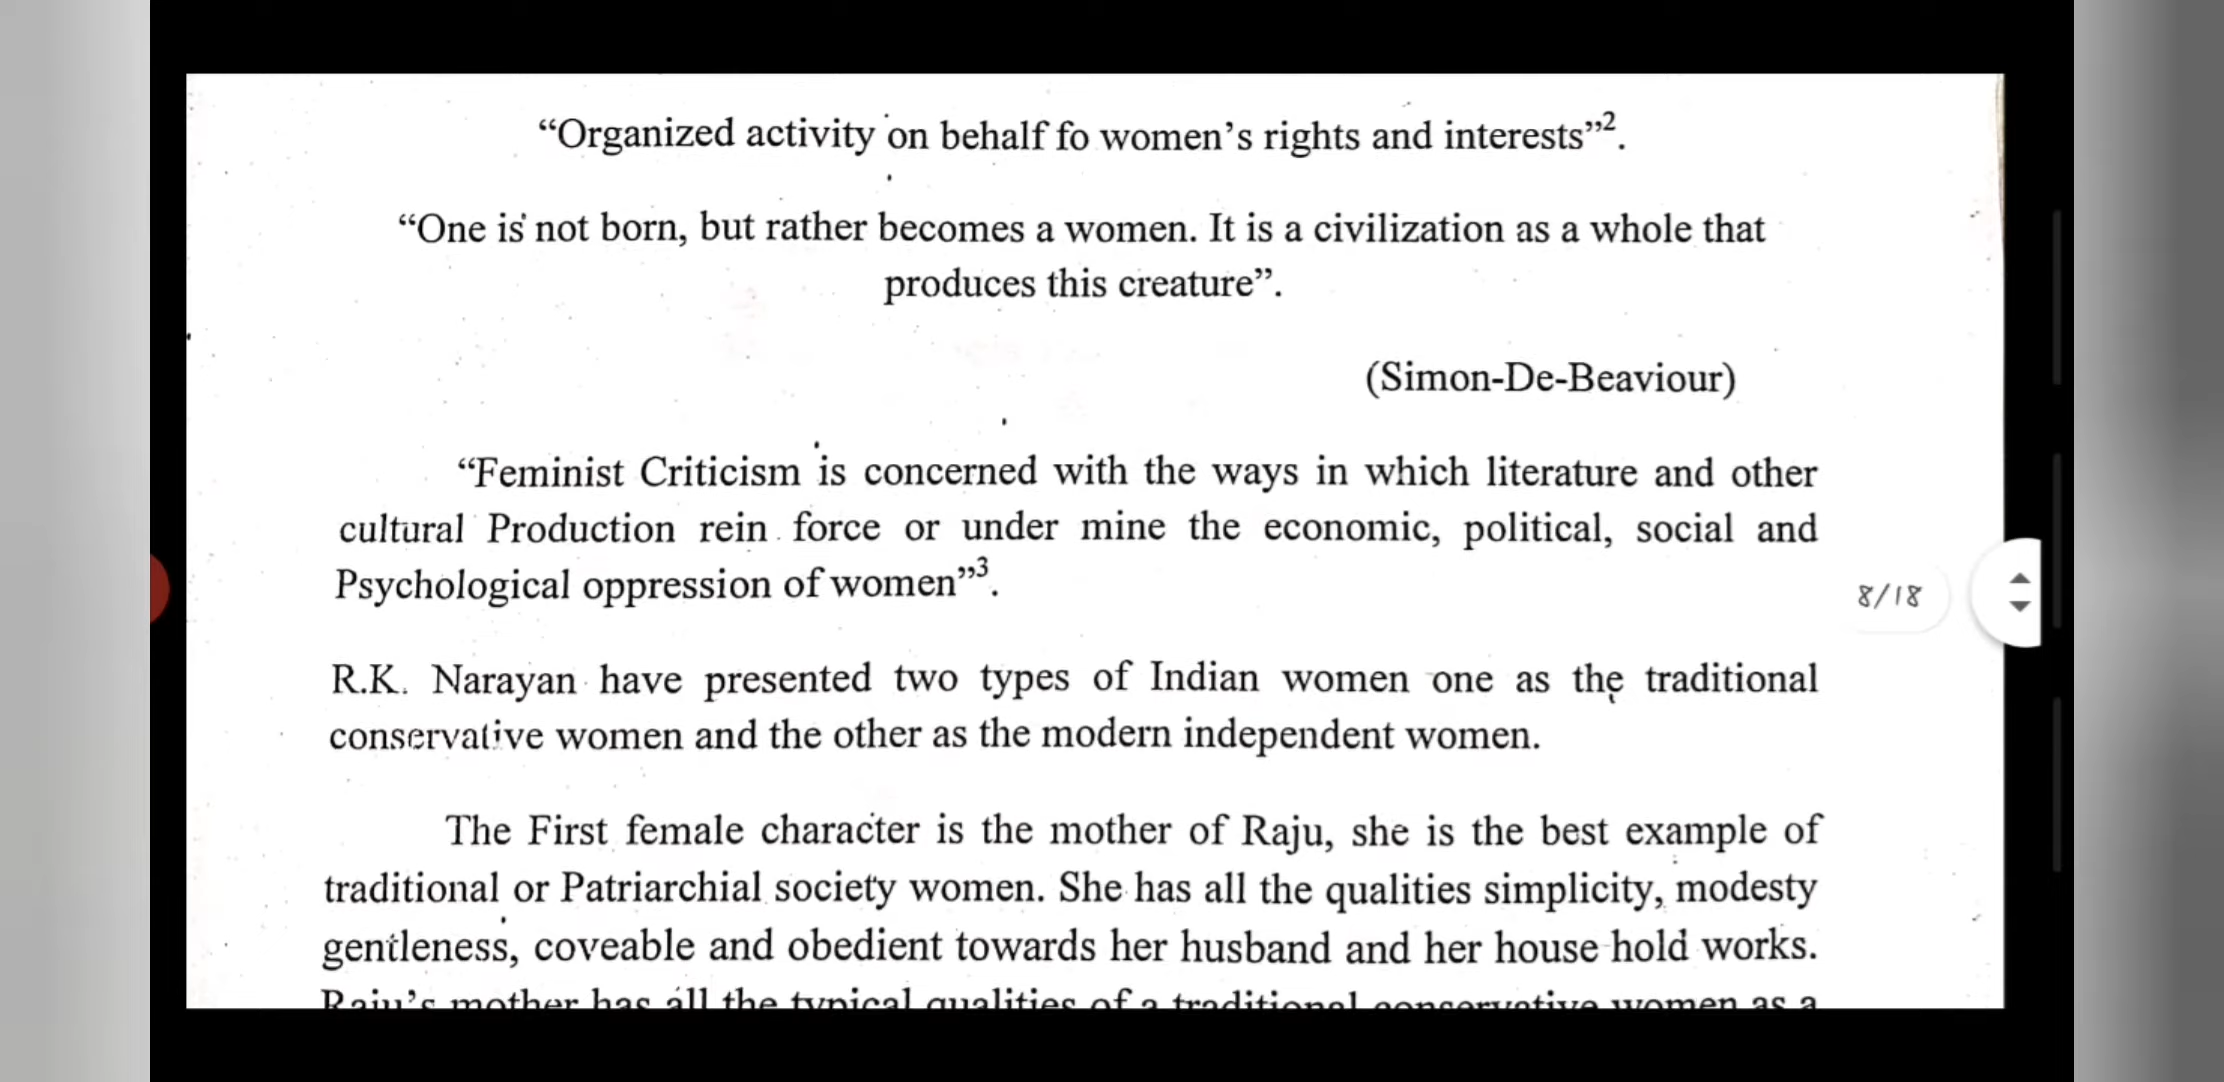 “Organized activity on behalf fo women’s rights and interests”².
“One is not born, but rather becomes a women. It is a civilization as a whole that
produces this creature”.
(Simon-De-Beaviour)
“Feminist Criticism is concerned with the ways in which literature and other
cultural Production rein force or under mine the economic, political, social and
Psychological oppression of women”³.
8/18
R.K. Narayan have presented two types of Indian women one as the traditional
conservative women and the other as the modern independent women.
The First female character is the mother of Raju, she is the best example of
traditional or Patriarchial society women. She has all the qualities simplicity, modesty
gentleness, coveable and obedient towards her husband and her house hold works.
Raju’s mother has all the typical qualities of a traditional conservative women as a